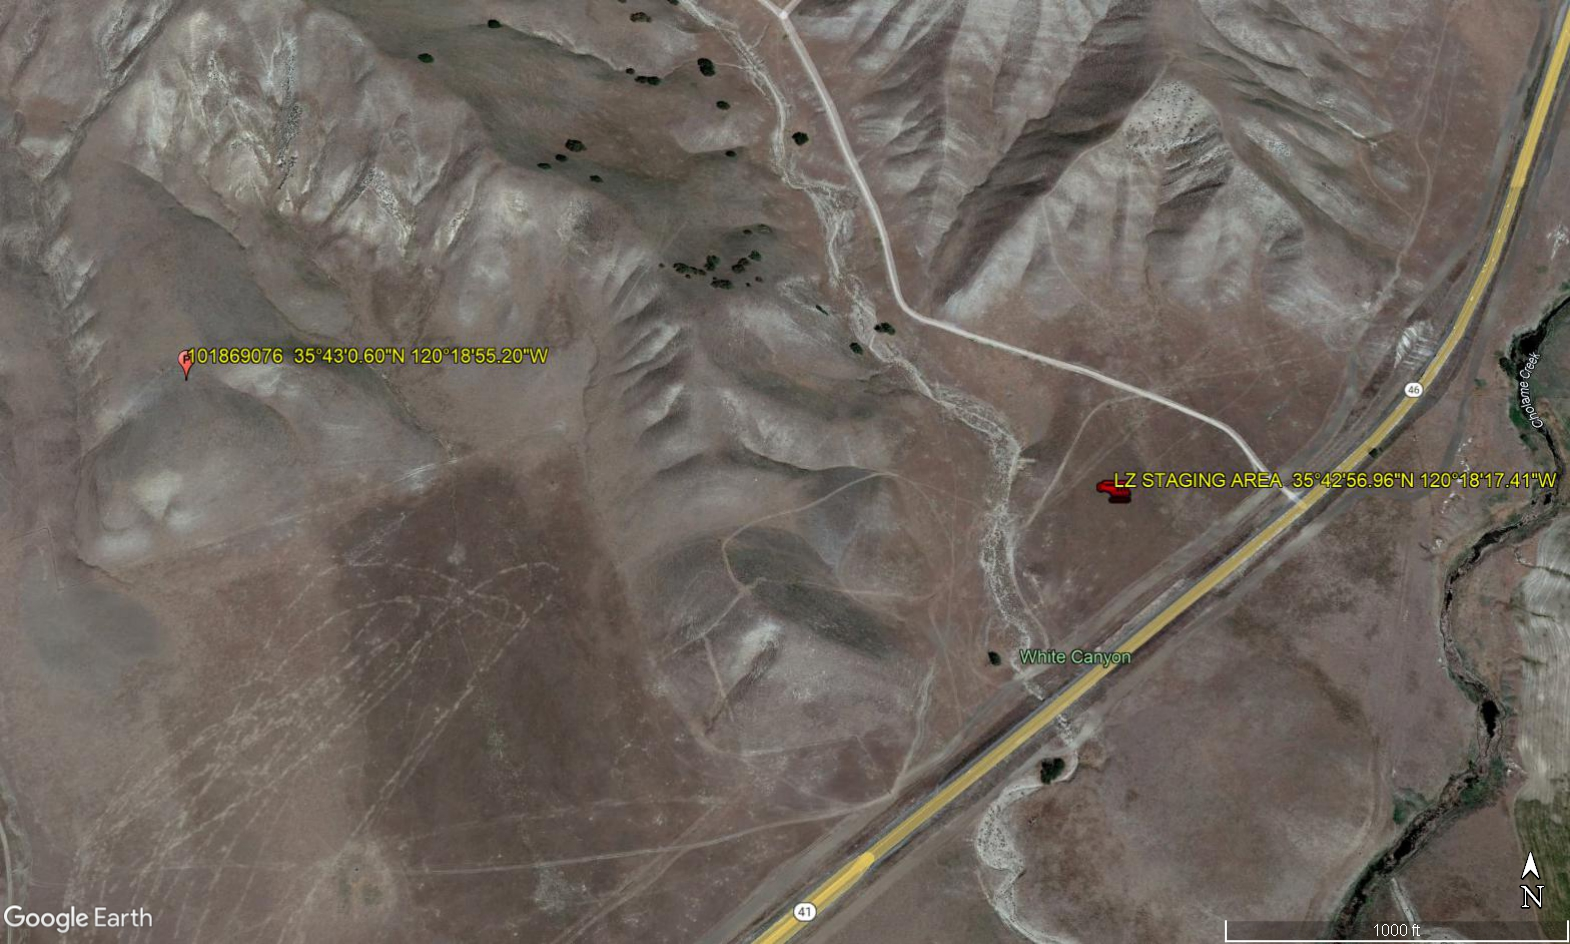 101869076 35°43'0.60"N 120°18'55.20"W
46
Cholame Creek
LZ STAGING AREA 35°42'56.96"N 120°18'17.41"W
White Canyon
41
N
Google Earth
1000 ft